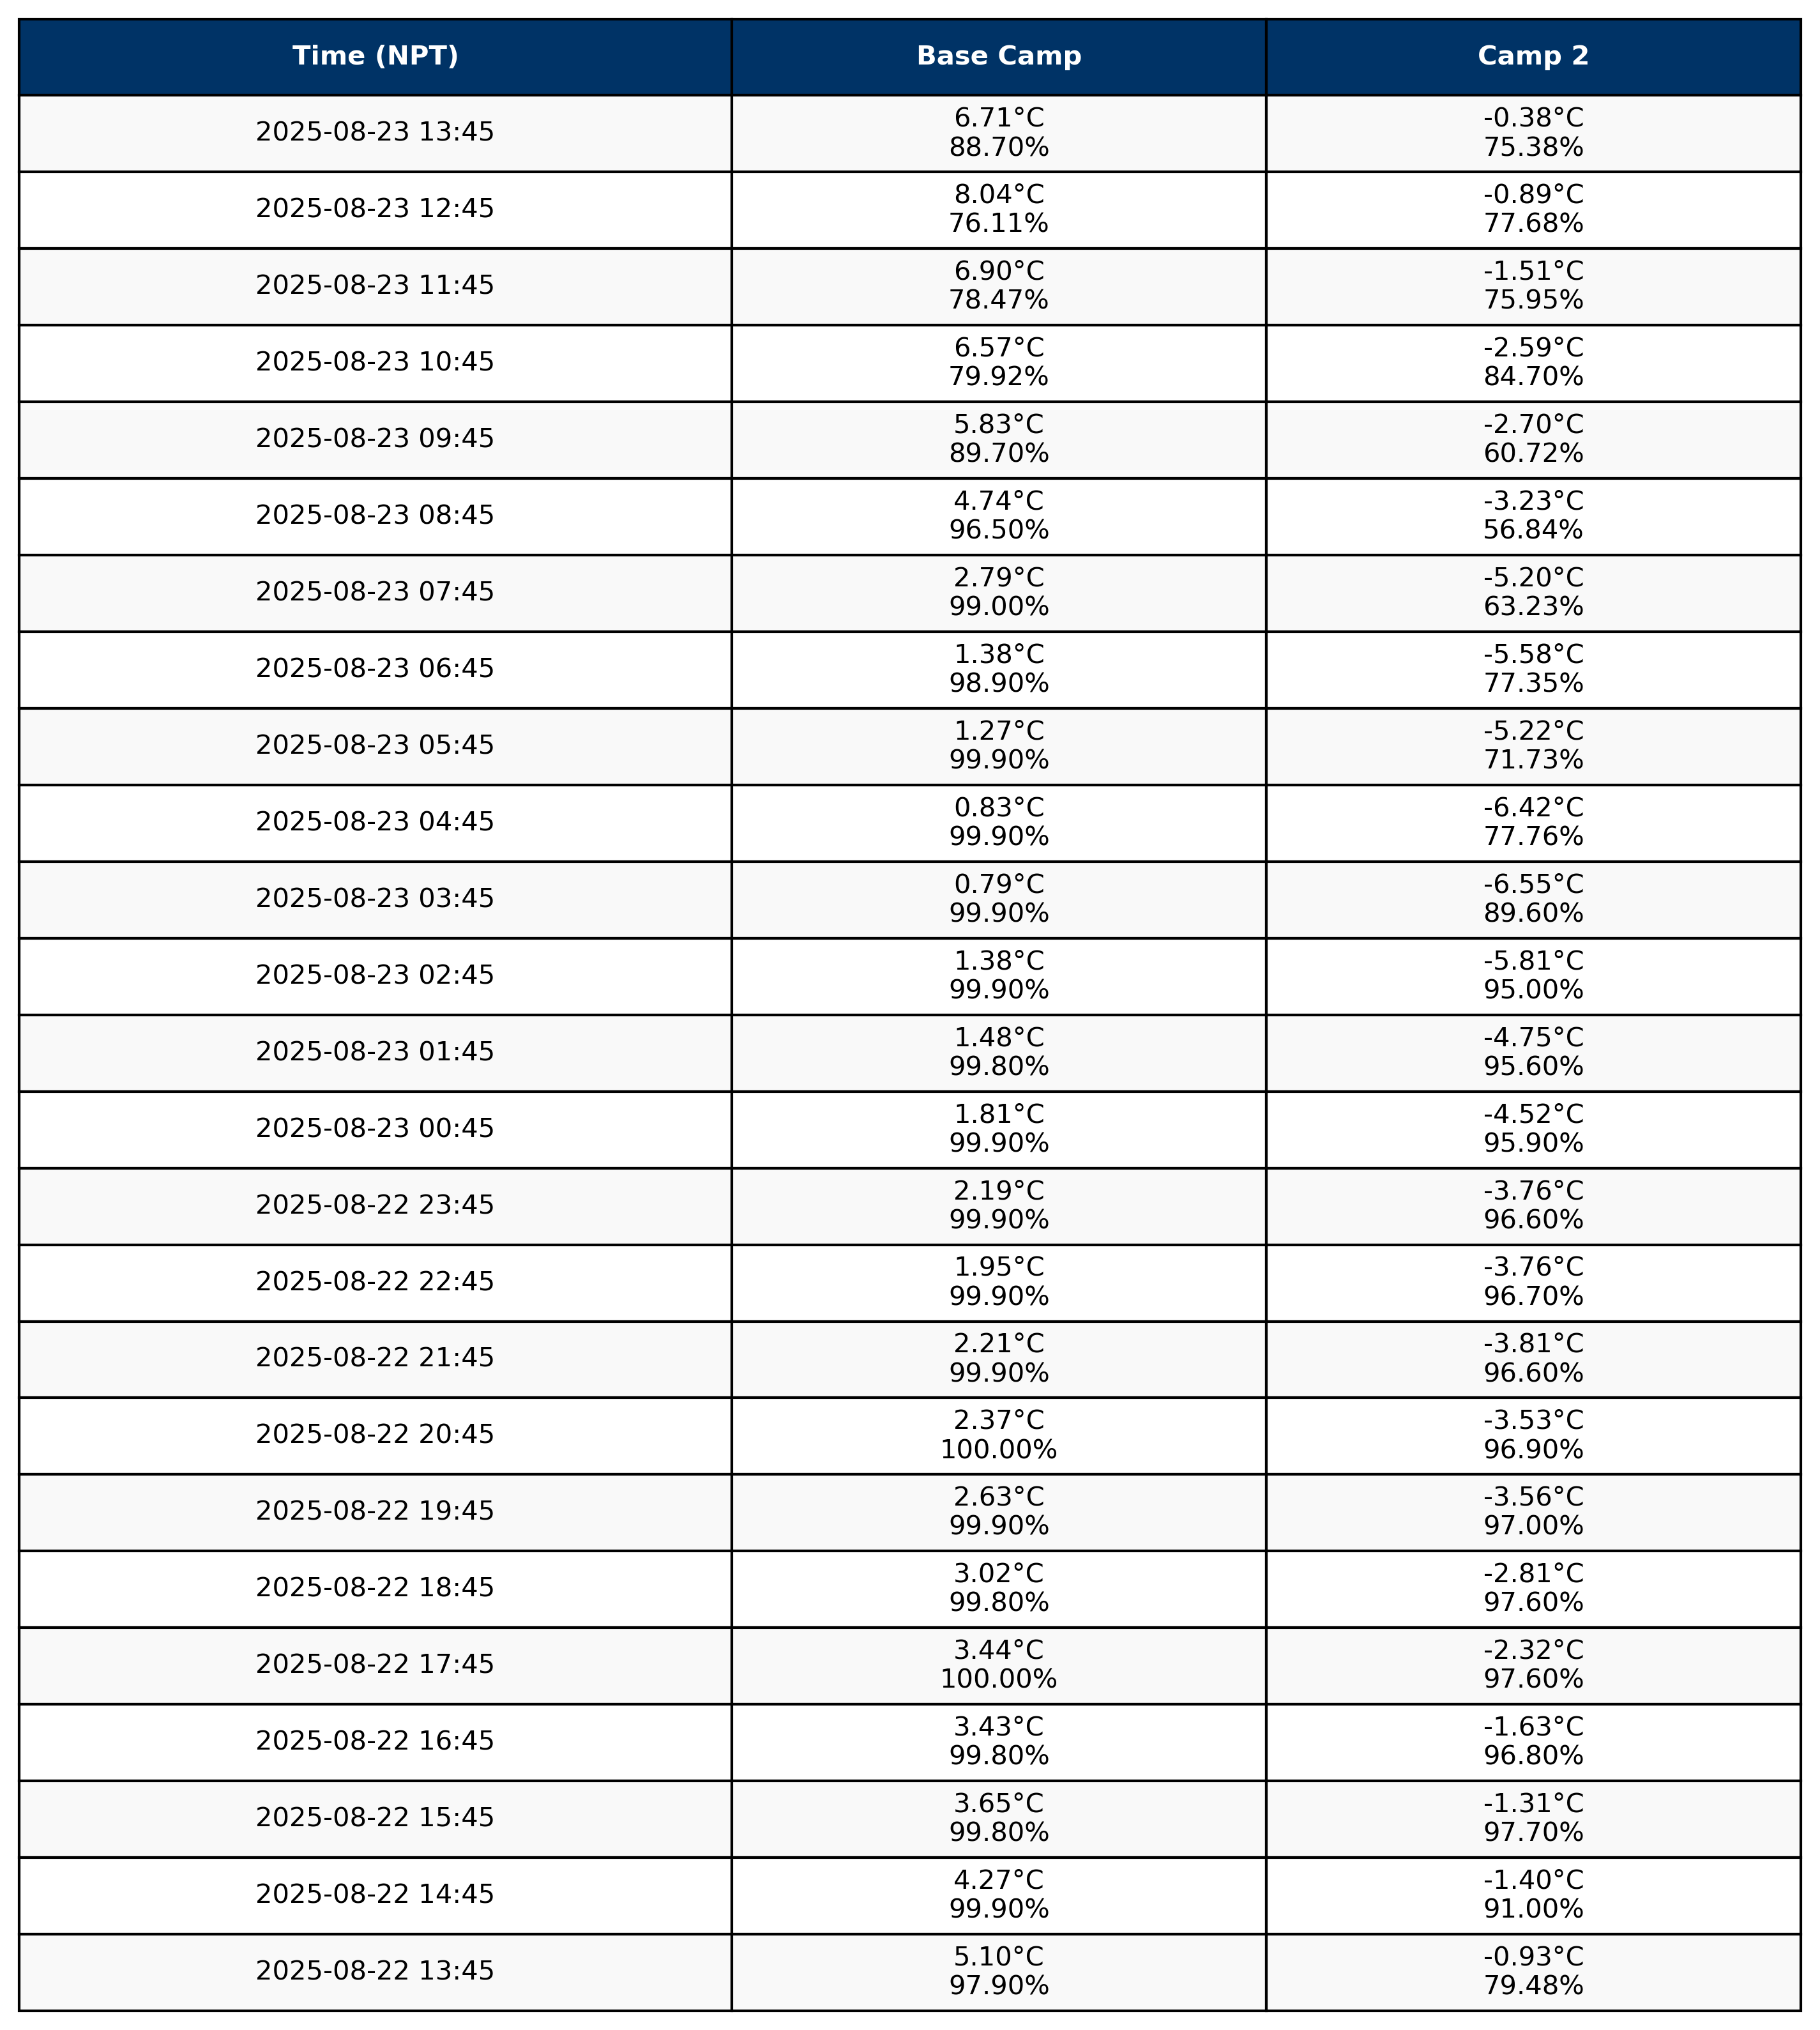 Time (NPT) Base Camp Camp 2
2025-08-23 13:45 6.71°C -0.38°C
88.70% 75.38%
2025-08-23 12:45 8.04°C -0.89°C
76.11% 77.68%
2025-08-23 11:45 6.90°C -1.51°C
78.47% 75.95%
2025-08-23 10:45 6.57°C -2.59°C
79.92% 84.70%
2025-08-23 09:45 5.83°C -2.70°C
89.70% 60.72%
2025-08-23 08:45 4.74°C -3.23°C
96.50% 56.84%
2025-08-23 07:45 2.79°C -5.20°C
99.00% 63.23%
2025-08-23 06:45 1.38°C -5.58°C
98.90% 77.35%
2025-08-23 05:45 1.27°C -5.22°C
99.90% 71.73%
2025-08-23 04:45 0.83°C -6.42°C
99.90% 77.76%
2025-08-23 03:45 0.79°C -6.55°C
99.90% 89.60%
2025-08-23 02:45 1.38°C -5.81°C
99.90% 95.00%
2025-08-23 01:45 1.48°C -4.75°C
99.80% 95.60%
2025-08-23 00:45 1.81°C -4.52°C
99.90% 95.90%
2025-08-22 23:45 2.19°C -3.76°C
99.90% 96.60%
2025-08-22 22:45 1.95°C -3.76°C
99.90% 96.70%
2025-08-22 21:45 2.21°C -3.81°C
99.90% 96.60%
2025-08-22 20:45 2.37°C -3.53°C
100.00% 96.90%
2025-08-22 19:45 2.63°C -3.56°C
99.90% 97.00%
2025-08-22 18:45 3.02°C -2.81°C
99.80% 97.60%
2025-08-22 17:45 3.44°C -2.32°C
100.00% 97.60%
2025-08-22 16:45 3.43°C -1.63°C
99.80% 96.80%
2025-08-22 15:45 3.65°C -1.31°C
99.80% 97.70%
2025-08-22 14:45 4.27°C -1.40°C
99.90% 91.00%
2025-08-22 13:45 5.10°C -0.93°C
97.90% 79.48%